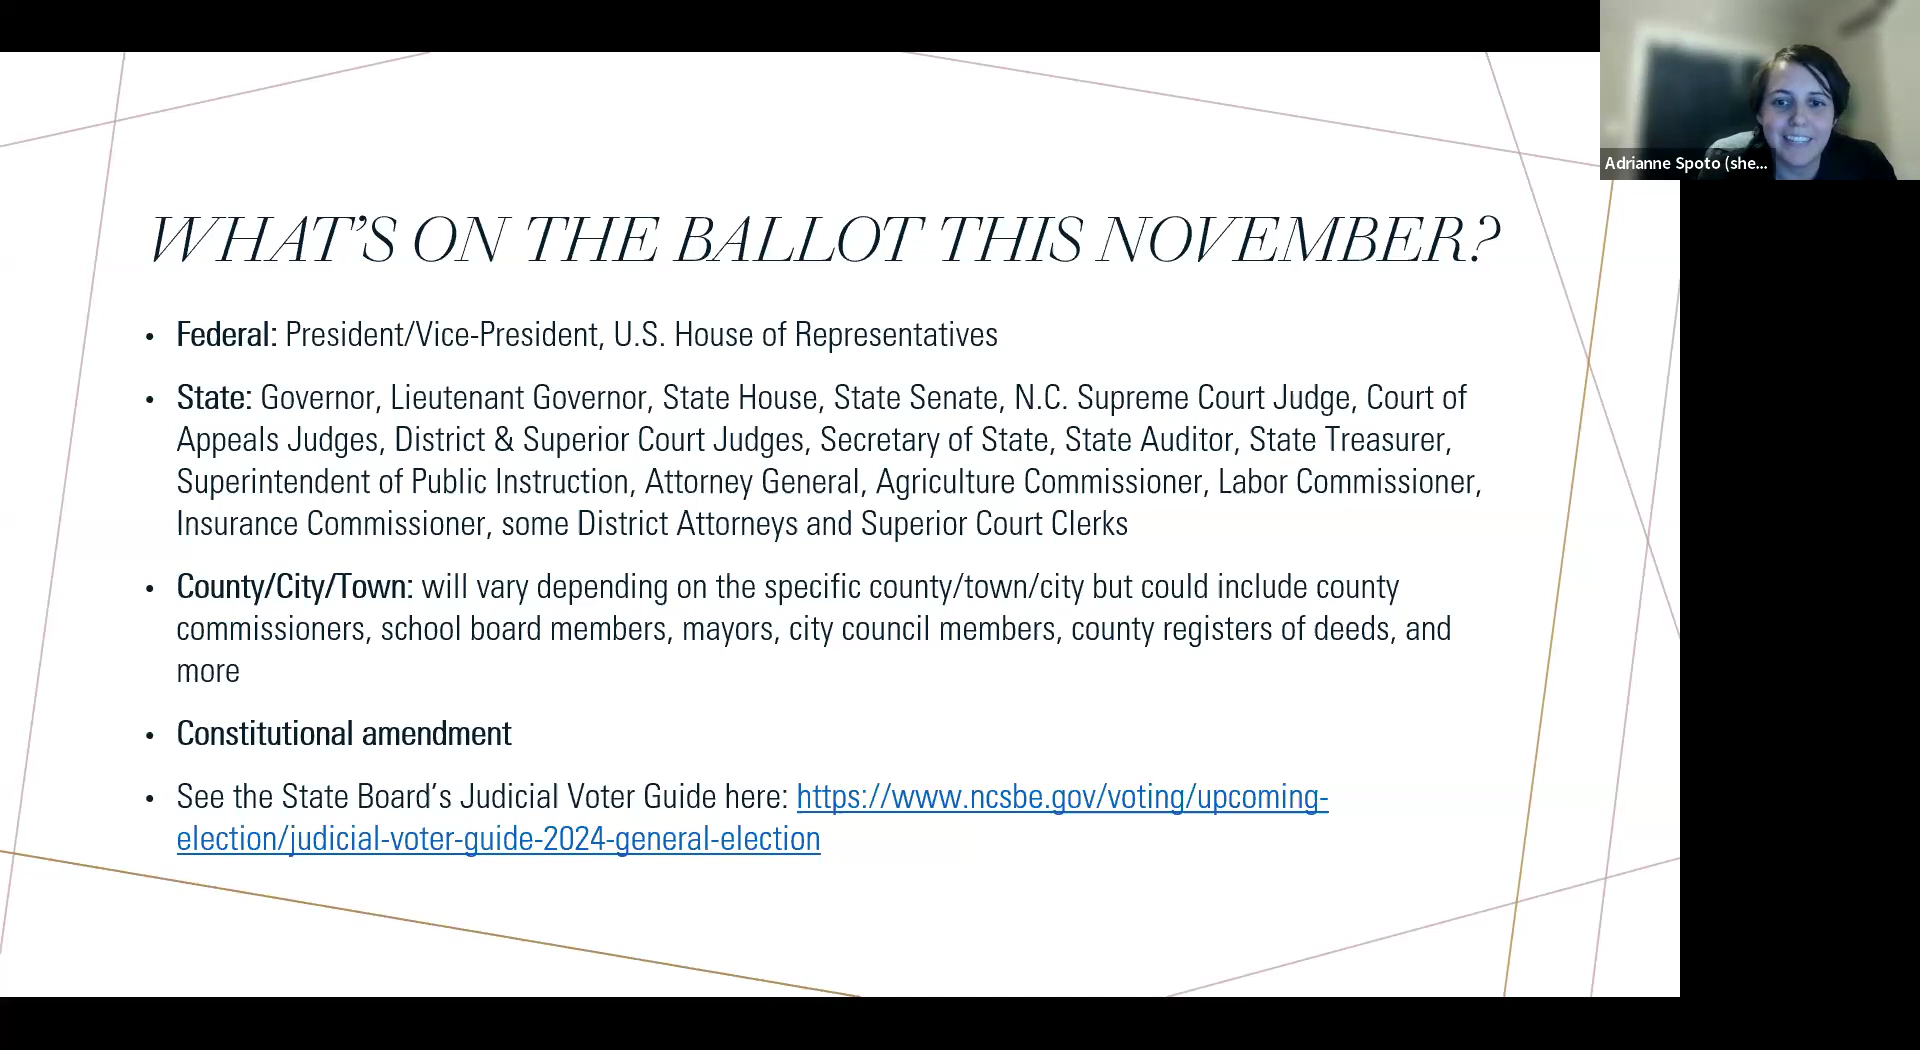 Adrianne Spoto (she...
WHAT'S ON THE BALLOT THIS NOVEMBER?
• Federal: President/Vice-President, U.S. House of Representatives
• State: Governor, Lieutenant Governor, State House, State Senate, N.C. Supreme Court Judge, Court of
Appeals Judges, District & Superior Court Judges, Secretary of State, State Auditor, State Treasurer,
Superintendent of Public Instruction, Attorney General, Agriculture Commissioner, Labor Commissioner,
Insurance Commissioner, some District Attorneys and Superior Court Clerks
• County/City/Town: will vary depending on the specific county/town/city but could include county
commissioners, school board members, mayors, city council members, county registers of deeds, and
more
• Constitutional amendment
• See the State Board's Judicial Voter Guide here: https://www.ncsbe.gov/voting/upcoming-
election/judicial-voter-guide-2024-general-election